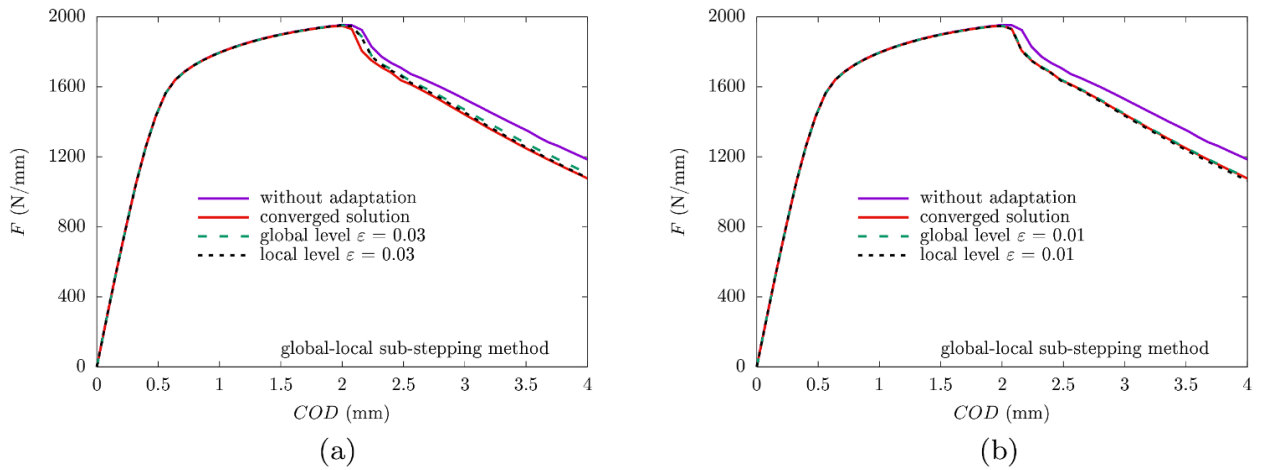 2000
1600
1200
800
400
0
F (N/mm)
without adaptation
converged solution
global level ε = 0.03
local level ε = 0.03
global-local sub-stepping method
0 0.5 1 1.5 2 2.5 3 3.5 4
COD (mm)
(a)
2000
1600
1200
800
400
0
F (N/mm)
without adaptation
converged solution
global level ε = 0.01
local level ε = 0.01
global-local sub-stepping method
0 0.5 1 1.5 2 2.5 3 3.5 4
COD (mm)
(b)